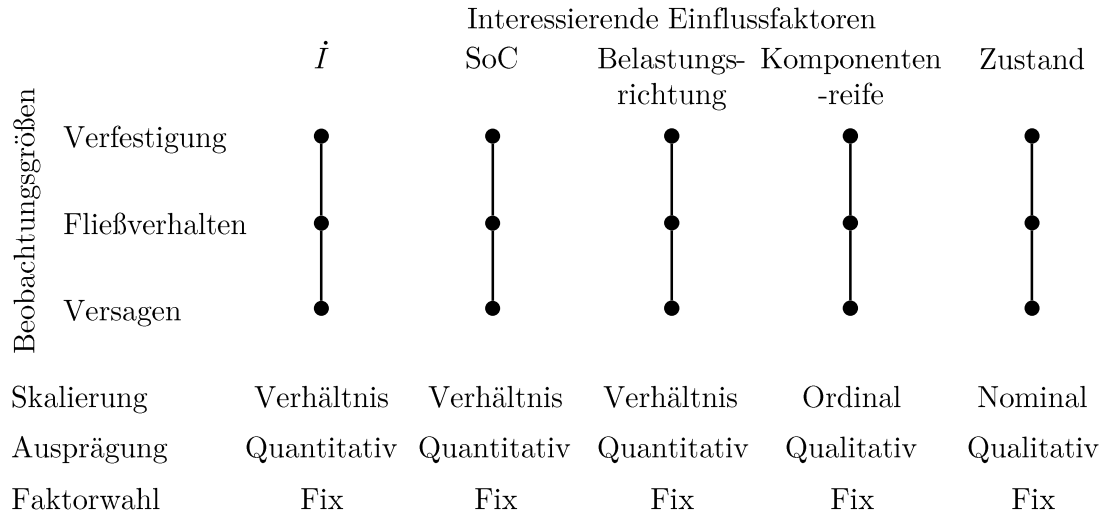 Interessierende Einflussfaktoren
İ SoC Belastungs- Komponenten Zustand
richtung -reife
Beobachtungsgrößen
Verfestigung
Fließverhalten
Versagen
Skalierung Verhältnis Verhältnis Verhältnis Ordinal Nominal
Ausprägung Quantitativ Quantitativ Quantitativ Qualitativ Qualitativ
Faktorwahl Fix Fix Fix Fix Fix